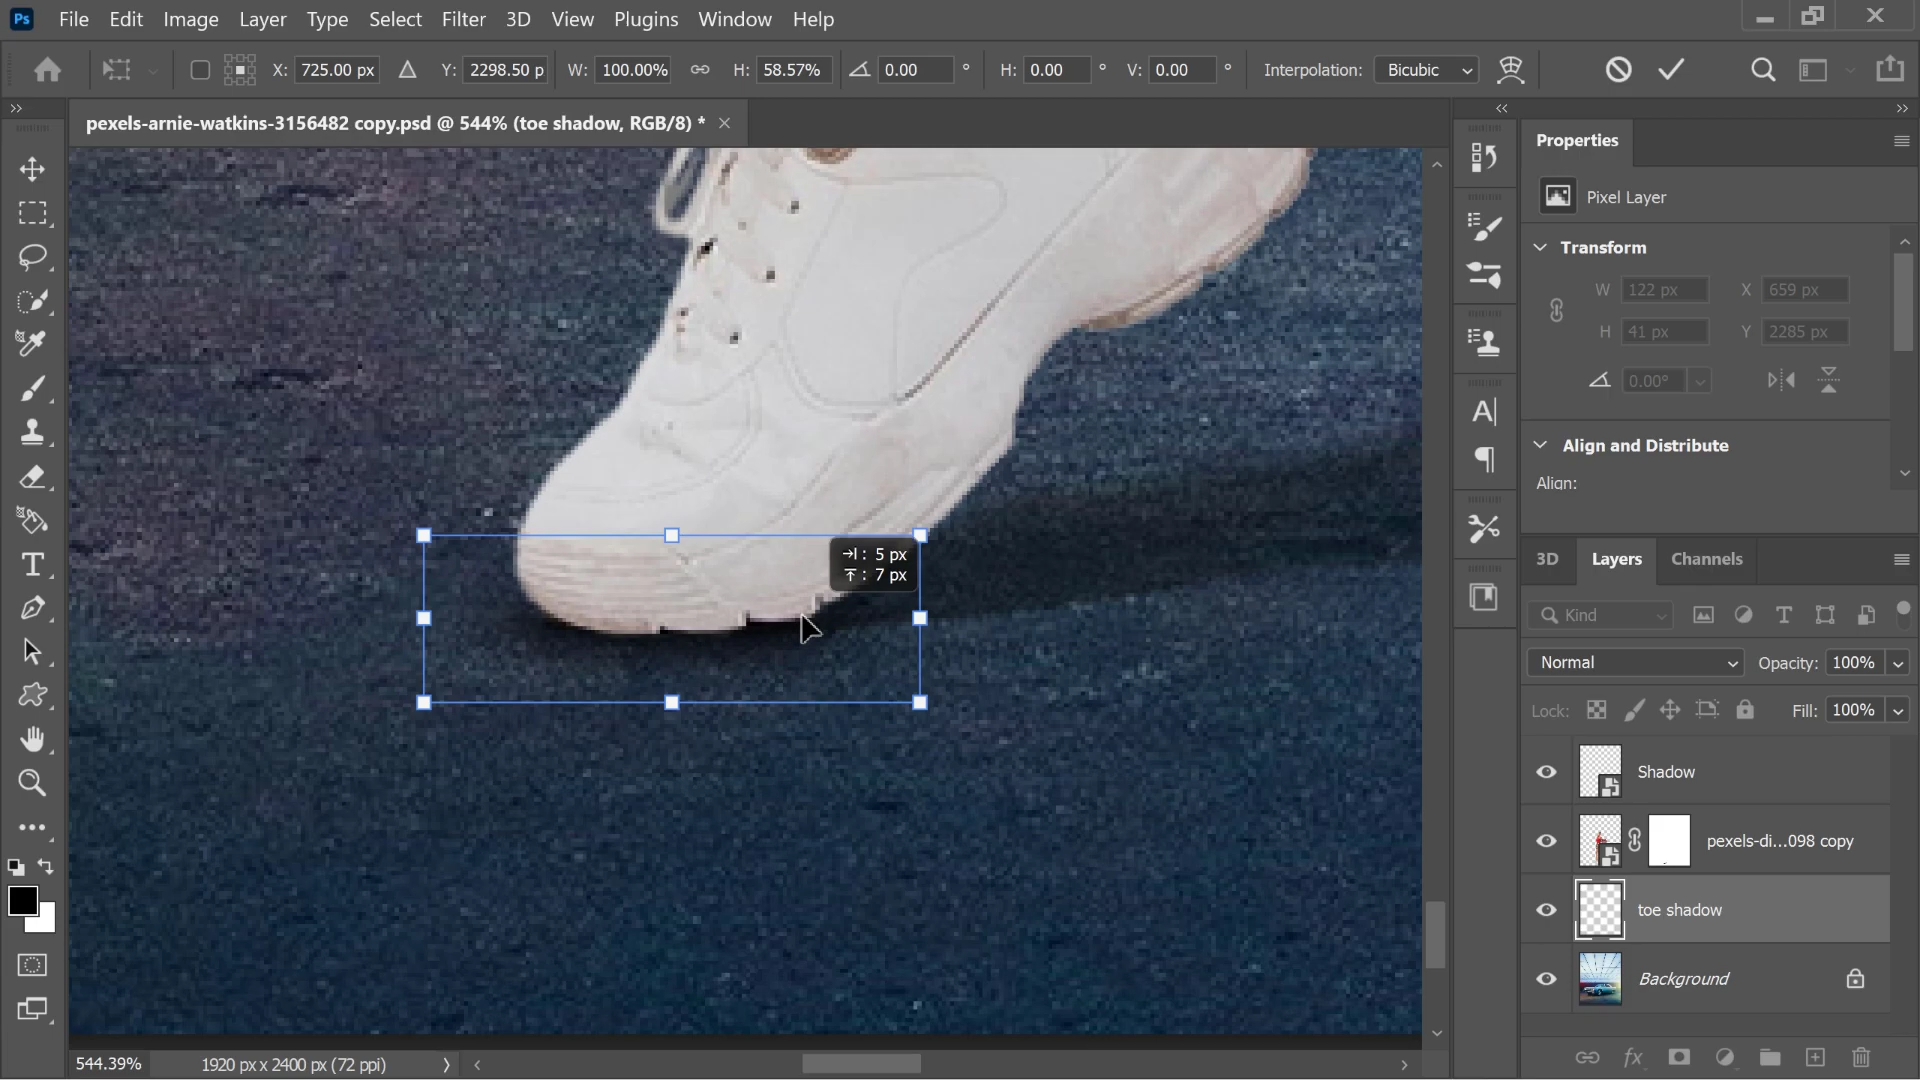 Ps File Edit Image Layer Type Select Filter 3D View Plugins Window Help
X: 725.00 px Y: 2298.50 p W: 100.00% H: 58.57% 0.00 ° H: 0.00 ° V: 0.00 ° Interpolation: Bicubic
pexels-arnie-watkins-3156482 copy.psd @ 544% (toe shadow, RGB/8) *
Properties
Pixel Layer
Transform
W 122 px X 659 px
H 41 px Y 2285 px
0.00°
Align and Distribute
Align:
5 px
7 px
3D Layers Channels
Kind
Normal Opacity: 100%
Lock: Fill: 100%
Shadow
pexels-di...098 copy
toe shadow
Background
544.39% 1920 px x 2400 px (72 ppi)